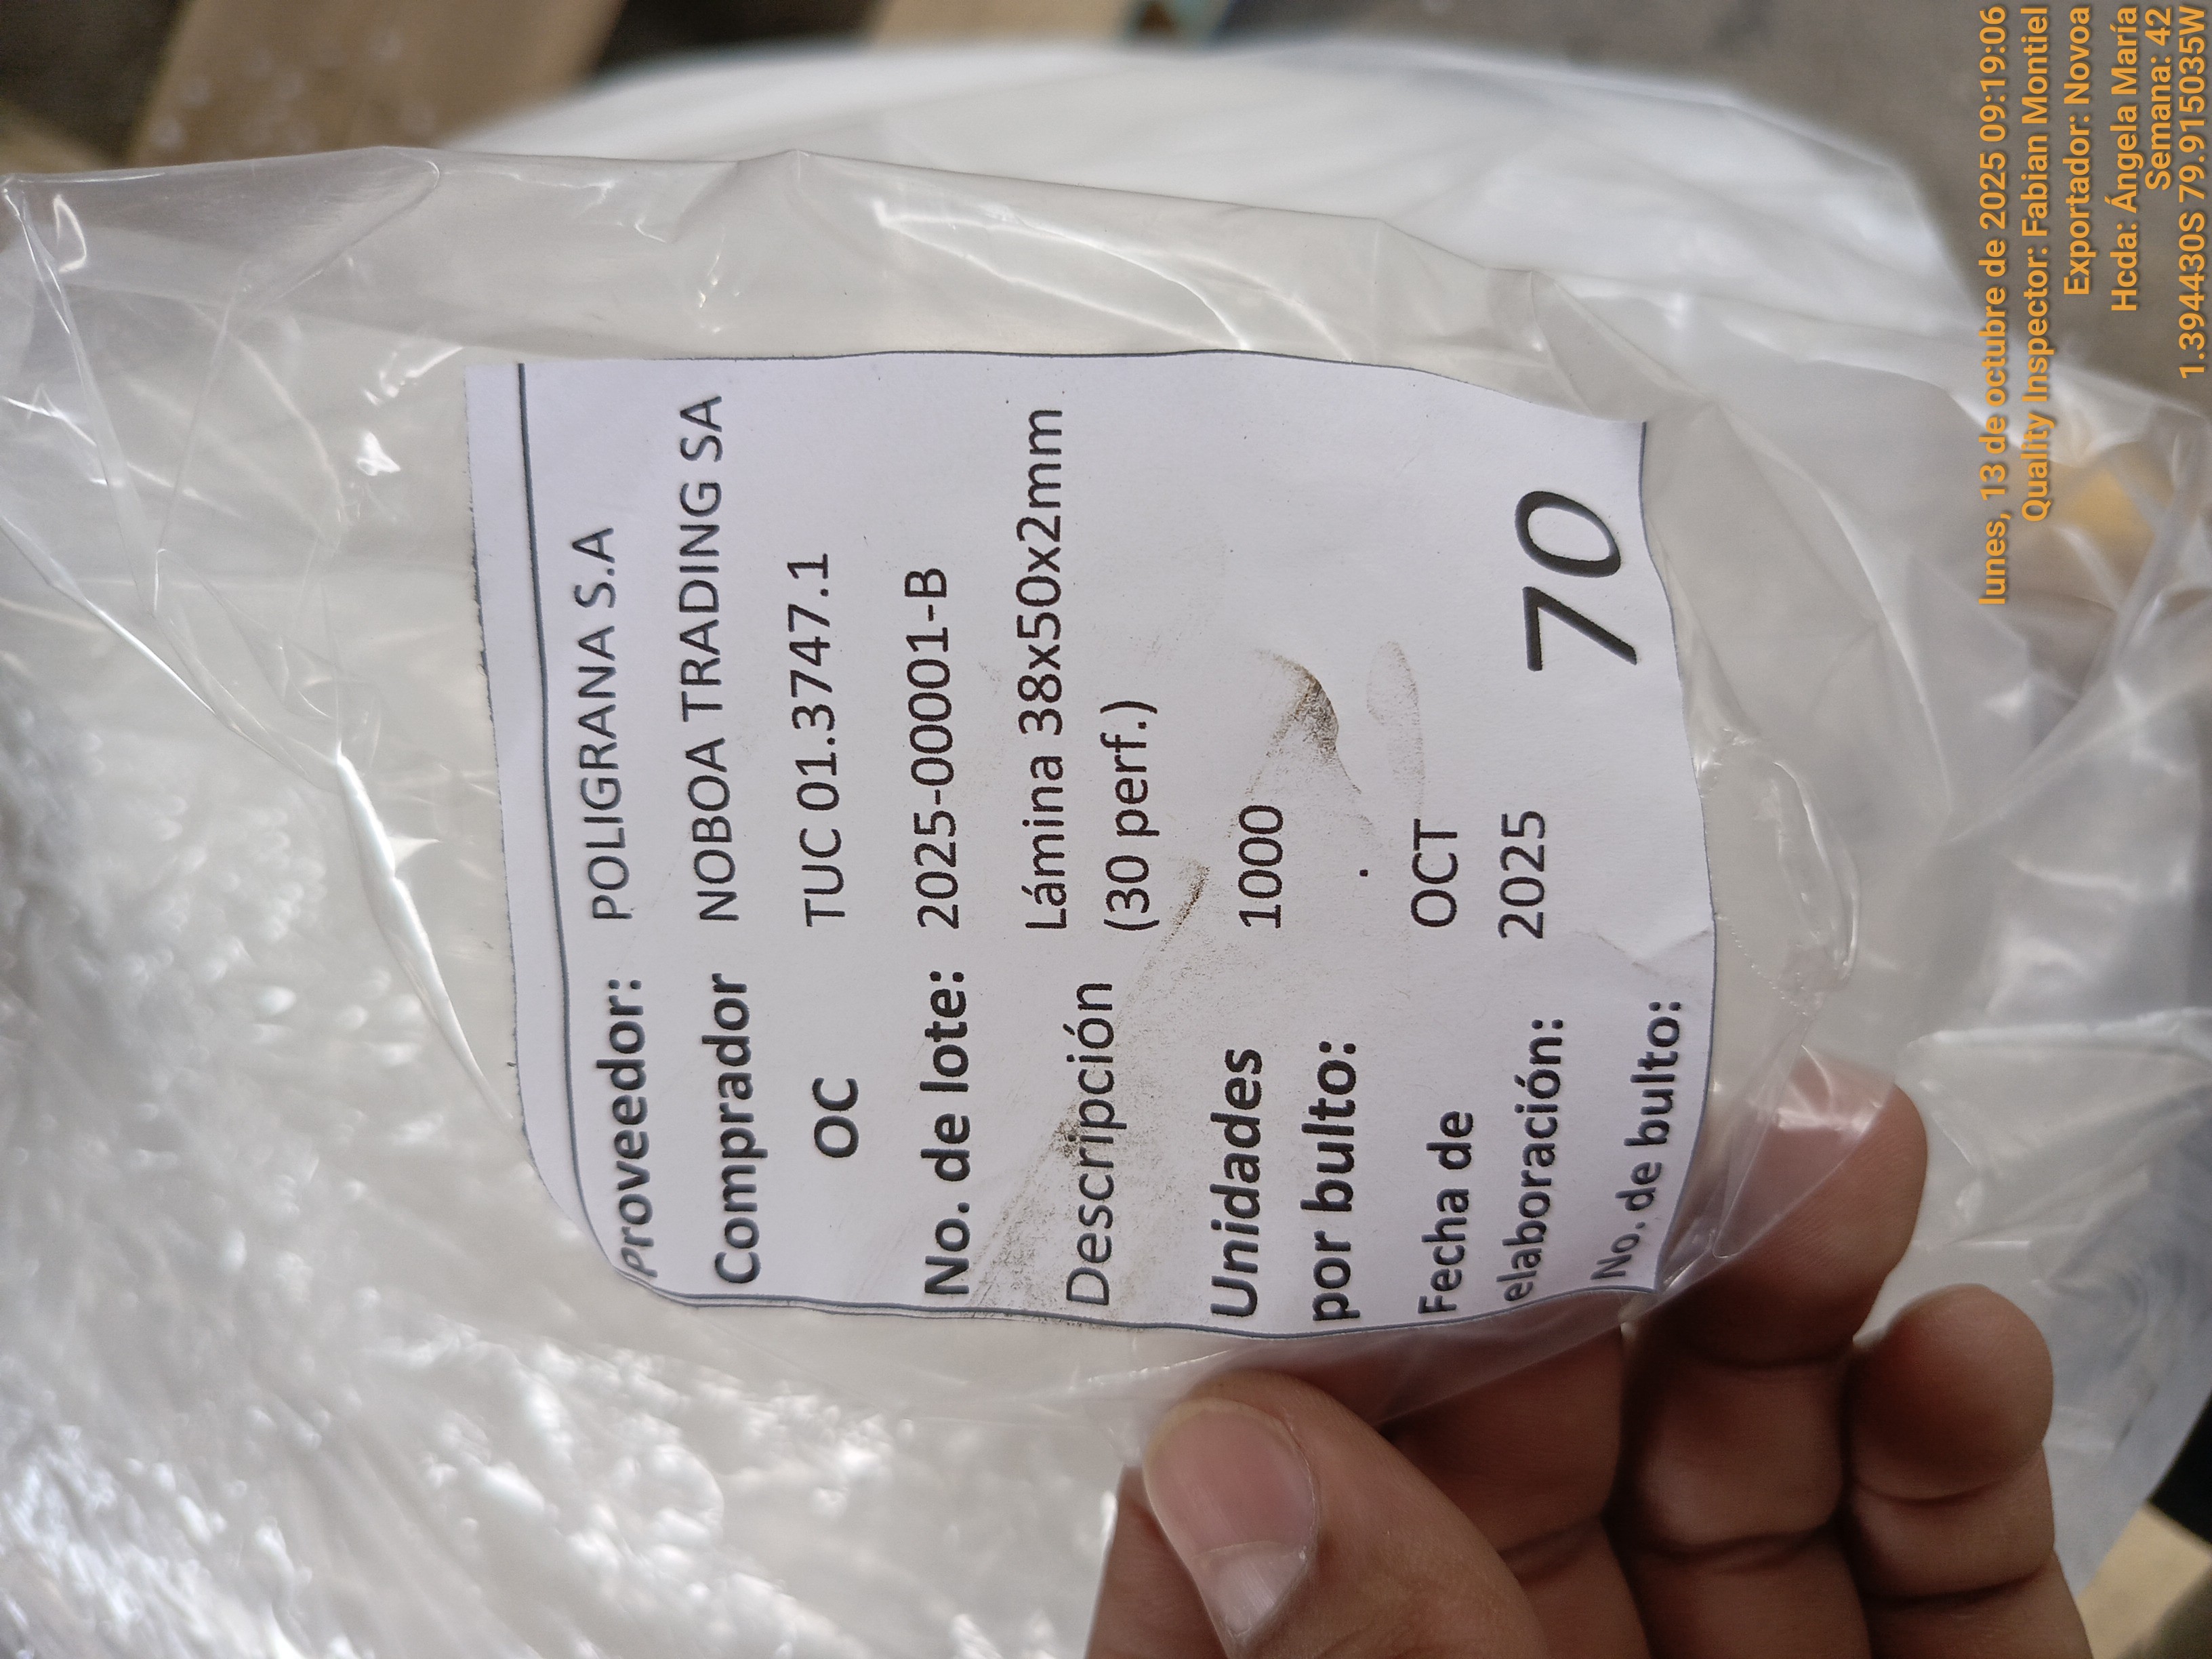 Proveedor: POLIGRANA S.A
Comprador NOBOA TRADING SA
OC TUC 01.3747.1
No. de lote: 2025-00001-B
Descripción Lámina 38x50x2mm
(30 perf.)
Unidades
por bulto: 1000
.
Fecha de
elaboración: OCT
2025
No. de bulto: 70
lunes, 13 de octubre de 2025 09:19:06
Quality Inspector: Fabian Montiel
Exportador: Novoa
Hcda: Ángela María
Semana: 42
1.394430S 79.915035W